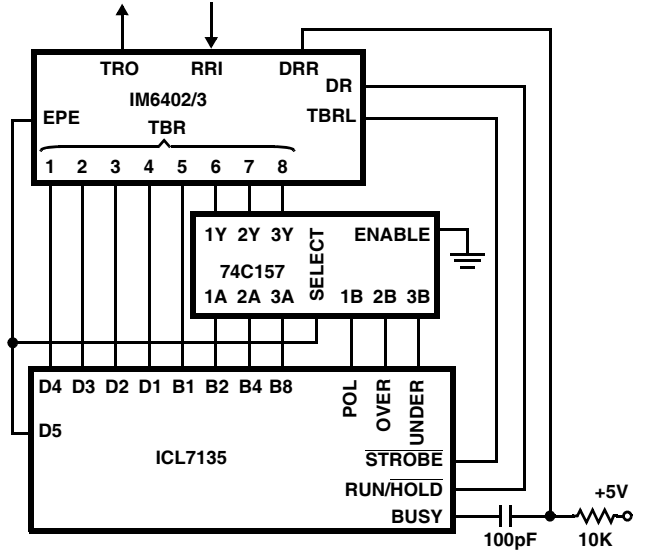 TRO RRI DRR
DR
IM6402/3
TBRL
EPE
TBR
1 2 3 4 5 6 7 8
1Y 2Y 3Y SELECT ENABLE
74C157
1A 2A 3A 1B 2B 3B
D4 D3 D2 D1 B1 B2 B4 B8 POL OVER UNDER
D5
ICL7135
STROBE
RUN/HOLD
BUSY
+5V
100pF 10K